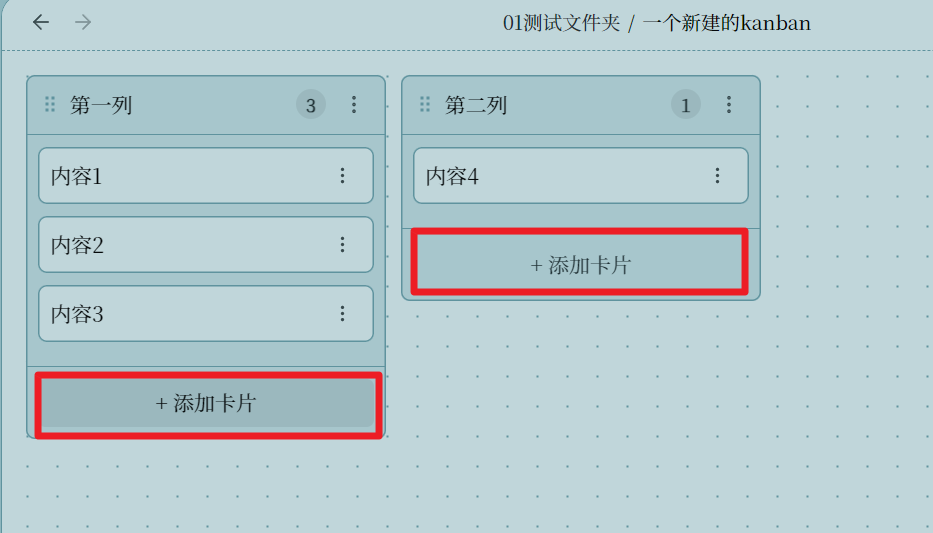 01测试文件夹 / 一个新建的kanban
第一列 3
内容1
内容2
内容3
+ 添加卡片
第二列 1
内容4
+ 添加卡片